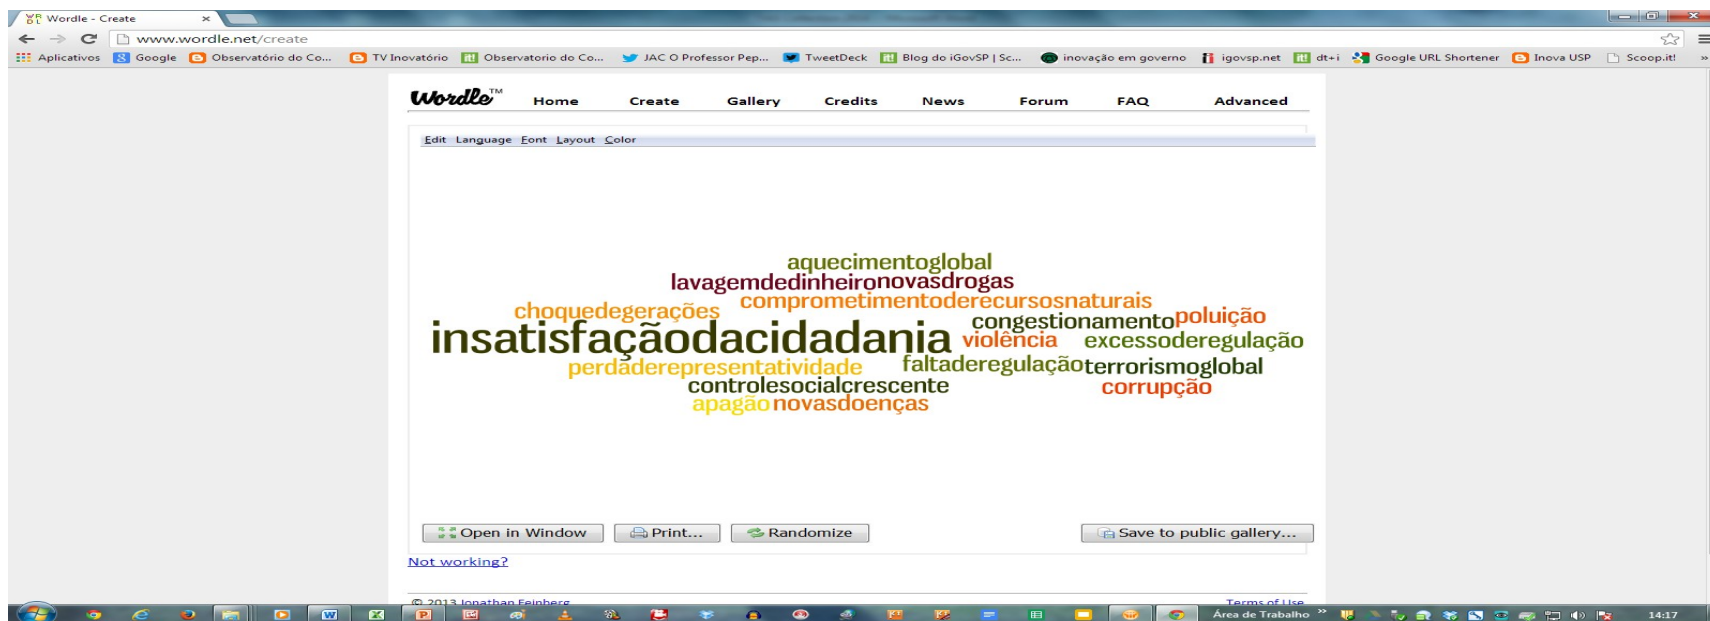 Wordle - Create
www.wordle.net/create
Aplicativos Google Observatório do Co... TV Inovatório Observatorio do Co... JAC O Professor Pep... TweetDeck Blog do iGovSP | Sc... inovação em governo igovsp.net dt+i Google URL Shortener Inova USP Scoop.it! »
Wordle™ Home Create Gallery Credits News Forum FAQ Advanced
Edit Language Font Layout Color
aquecimentoglobal
lavagemdedinheiro novasdrogas
comprometimentoderecursosnaturais
choquedegerações
congestionamento poluição
insatisfaçãodacidadania violência excessoderegulação
perdaderepresentatividade faltaderegulação terrorismoglobal
controlesocialcrescente corrupção
apagão novasdoenças
Open in Window Print... Randomize Save to public gallery...
Not working?
© 2013 Jonathan Feinberg Terms of Use
Área de Trabalho » 14:17